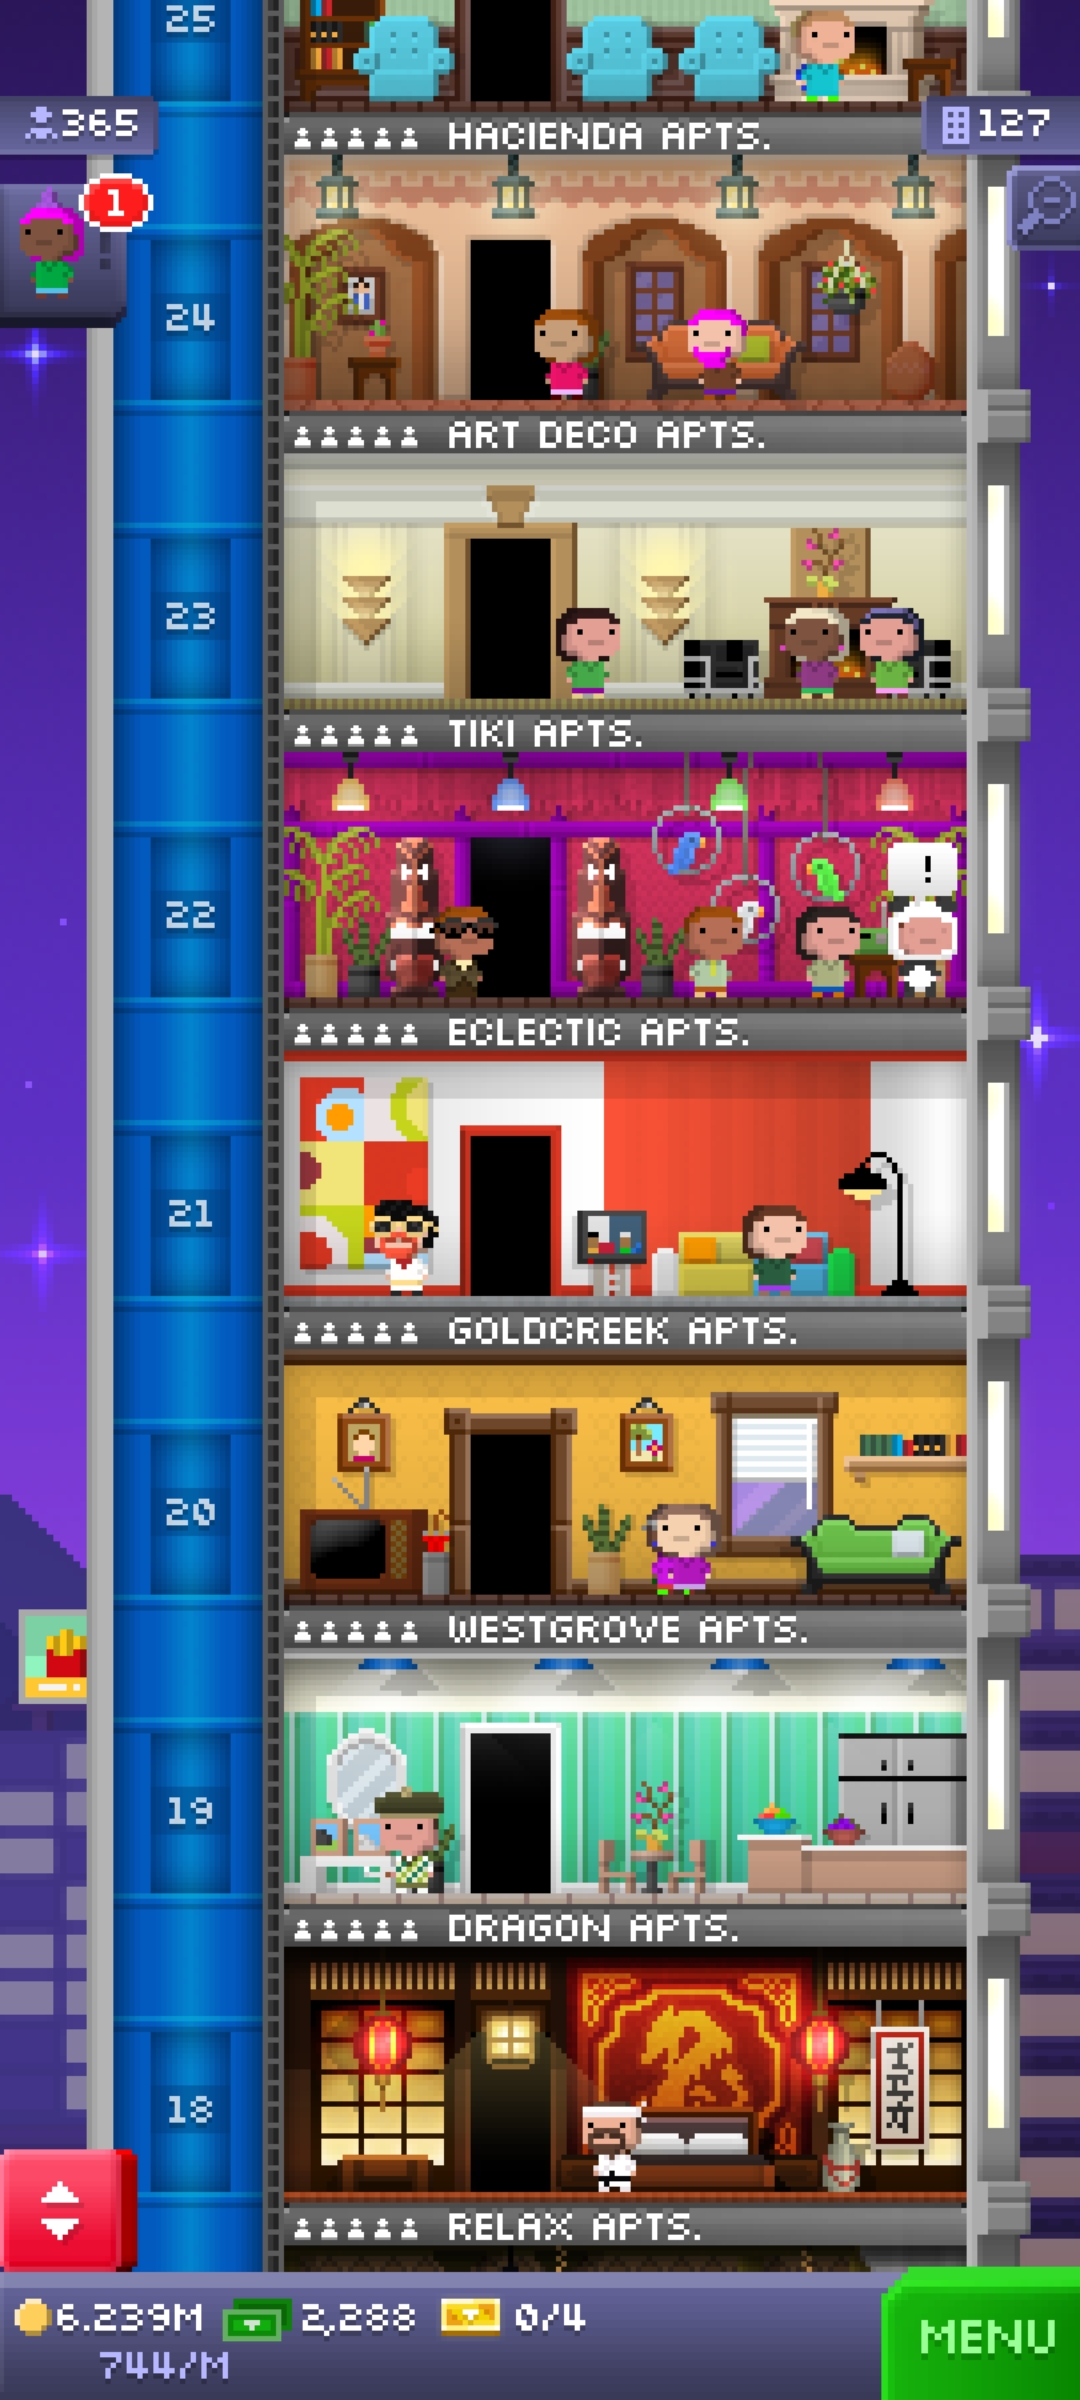 25
365
127
HACIENDA APTS.
1
!
24
ART DECO APTS.
23
TIKI APTS.
!
22
ECLECTIC APTS.
21
GOLDCREEK APTS.
20
WESTGROVE APTS.
19
DRAGON APTS.
18
RELAX APTS.
6.239M 2,288 0/4
744/M
MENU